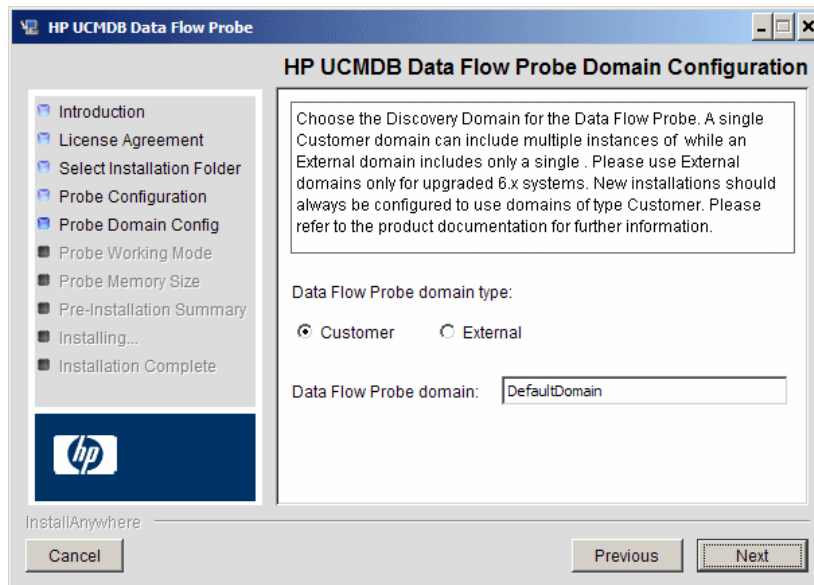 HP UCMDB Data Flow Probe
HP UCMDB Data Flow Probe Domain Configuration
Introduction
License Agreement
Select Installation Folder
Probe Configuration
Probe Domain Config
Probe Working Mode
Probe Memory Size
Pre-Installation Summary
Installing...
Installation Complete
hp
Choose the Discovery Domain for the Data Flow Probe. A single
Customer domain can include multiple instances of while an
External domain includes only a single . Please use External
domains only for upgraded 6.x systems. New installations should
always be configured to use domains of type Customer. Please
refer to the product documentation for further information.
Data Flow Probe domain type:
Customer External
Data Flow Probe domain: DefaultDomain
InstallAnywhere
Cancel Previous Next